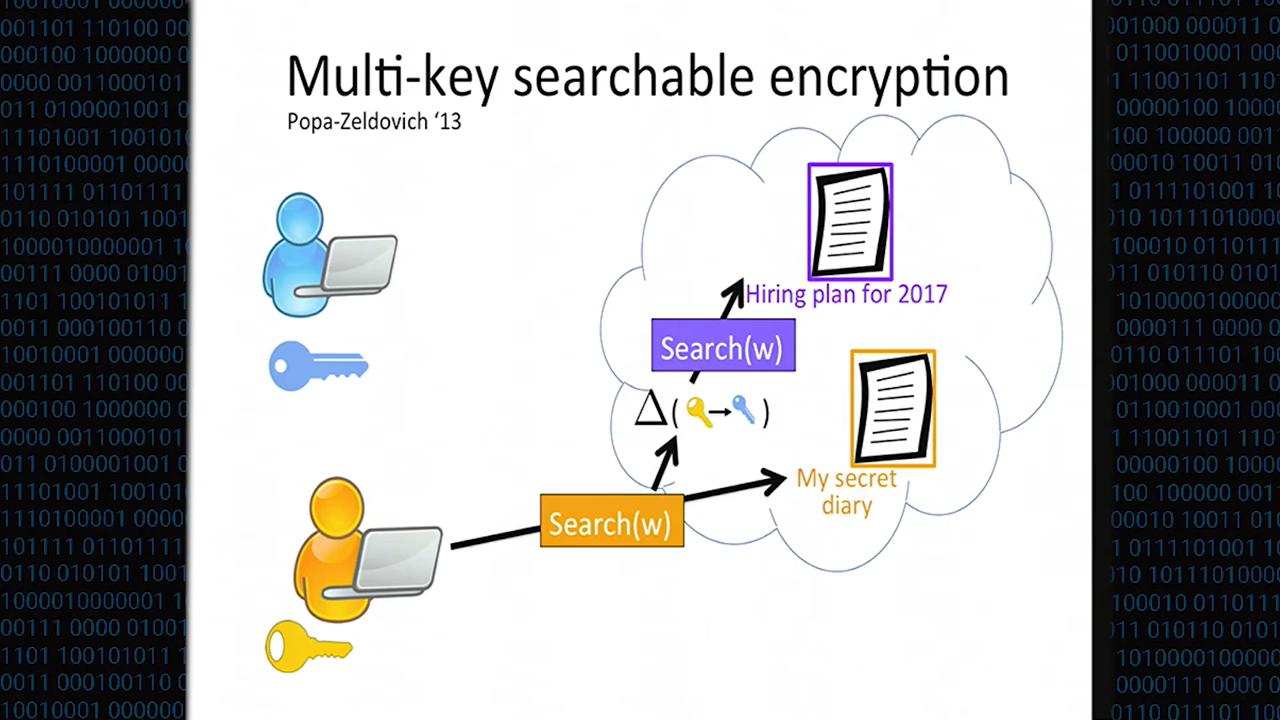 Multi-key searchable encryption
Popa-Zeldovich ‘13
Hiring plan for 2017
Search(w)
Δ( → )
My secret
diary
Search(w)